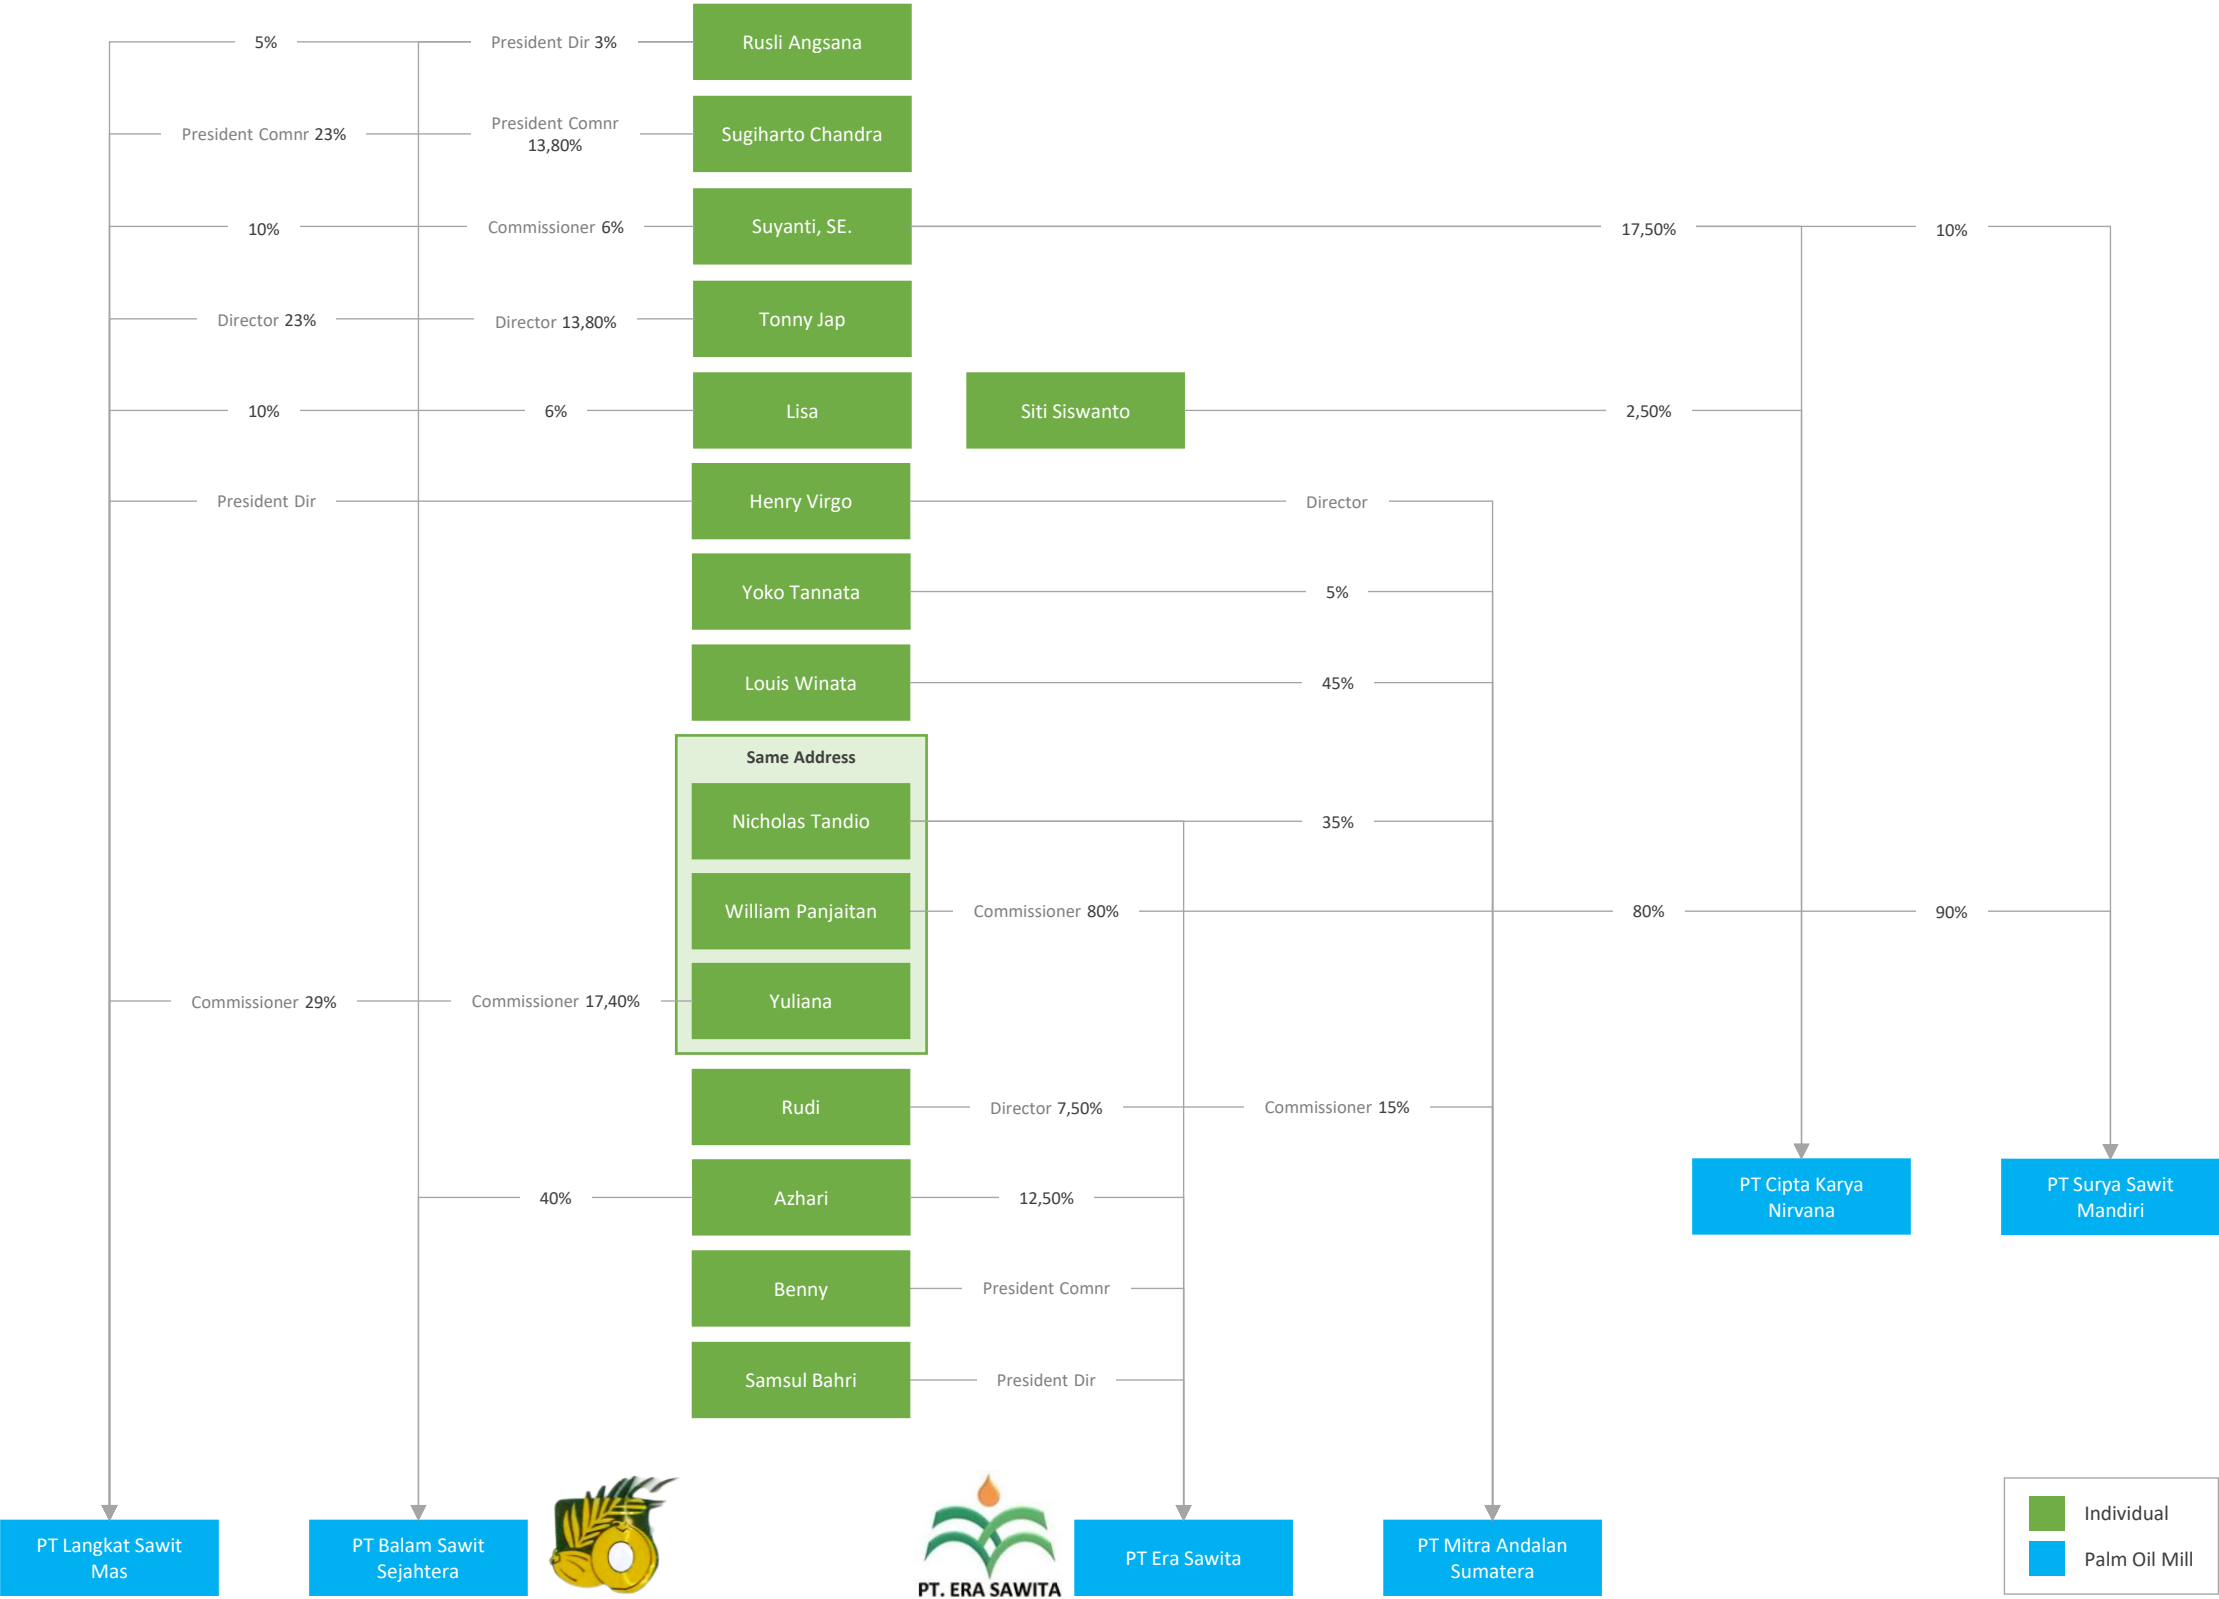 5%
President Dir 3%
Rusli Angsana
President Comnr 23%
President Comnr
13,80%
Sugiharto Chandra
10%
Commissioner 6%
Suyanti, SE.
17,50%
10%
Director 23%
Director 13,80%
Tonny Jap
10%
6%
Lisa
Siti Siswanto
2,50%
President Dir
Henry Virgo
Director
Yoko Tannata
5%
Louis Winata
45%
Same Address
Nicholas Tandio
35%
William Panjaitan
Commissioner 80%
80%
90%
Commissioner 29%
Commissioner 17,40%
Yuliana
Rudi
Director 7,50%
Commissioner 15%
40%
Azhari
12,50%
PT Cipta Karya
Nirvana
PT Surya Sawit
Mandiri
Benny
President Comnr
Samsul Bahri
President Dir
PT Langkat Sawit
Mas
PT Balam Sawit
Sejahtera
PT. ERA SAWITA
PT Era Sawita
PT Mitra Andalan
Sumatera
Individual
Palm Oil Mill